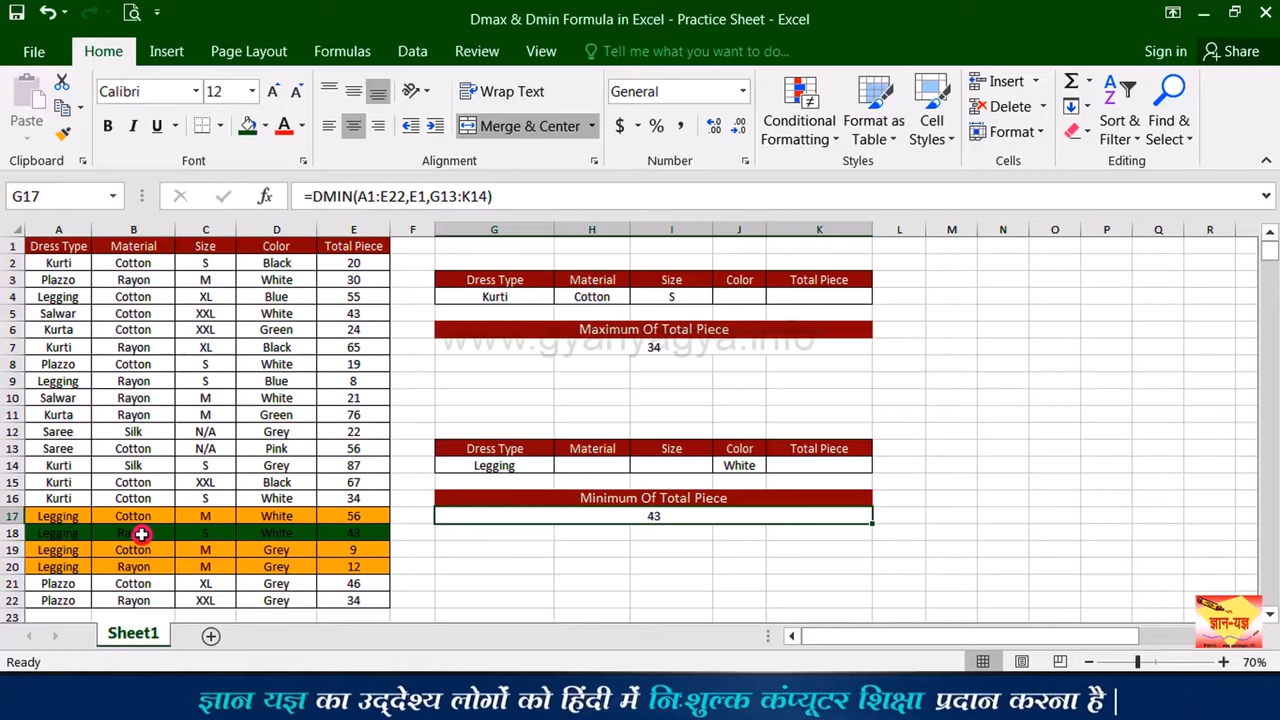 Dmax & Dmin Formula in Excel - Practice Sheet - Excel
File Home Insert Page Layout Formulas Data Review View Tell me what you want to do... Sign in Share
Calibri 12 Wrap Text General Insert
Paste Merge & Center $ % , Conditional Formatting Format as Table Cell Styles Delete Format Sort & Filter Find & Select
Clipboard Font Alignment Number Styles Cells Editing
G17 fx =DMIN(A1:E22,E1,G13:K14)
A B C D E F G H I J K L M N O P Q R
1 Dress Type Material Size Color Total Piece
2 Kurti Cotton S Black 20
3 Plazzo Rayon M White 30 Dress Type Material Size Color Total Piece
4 Legging Cotton XL Blue 55 Kurti Cotton S
5 Salwar Cotton XXL White 43
6 Kurta Cotton XXL Green 24 Maximum Of Total Piece
7 Kurti Rayon XL Black 65 34
www.gyanyagya.info
8 Plazzo Cotton S White 19
9 Legging Rayon S Blue 8
10 Salwar Rayon M White 21
11 Kurta Rayon M Green 76
12 Saree Silk N/A Grey 22
13 Saree Cotton N/A Pink 56 Dress Type Material Size Color Total Piece
14 Kurti Silk S Grey 87 Legging White
15 Kurti Cotton XXL Black 67
16 Kurti Cotton S White 34 Minimum Of Total Piece
17 Legging Cotton M White 56 43
18 Legging S White 43
19 Legging Cotton M Grey 9
20 Legging Rayon M Grey 12
21 Plazzo Cotton XL Grey 46
22 Plazzo Rayon XXL Grey 34
23
ज्ञान-यज्ञ
Sheet1
Ready 70%
ज्ञान यज्ञ का उद्देश्य लोगों को हिंदी में निःशुल्क कंप्यूटर शिक्षा प्रदान करना है |